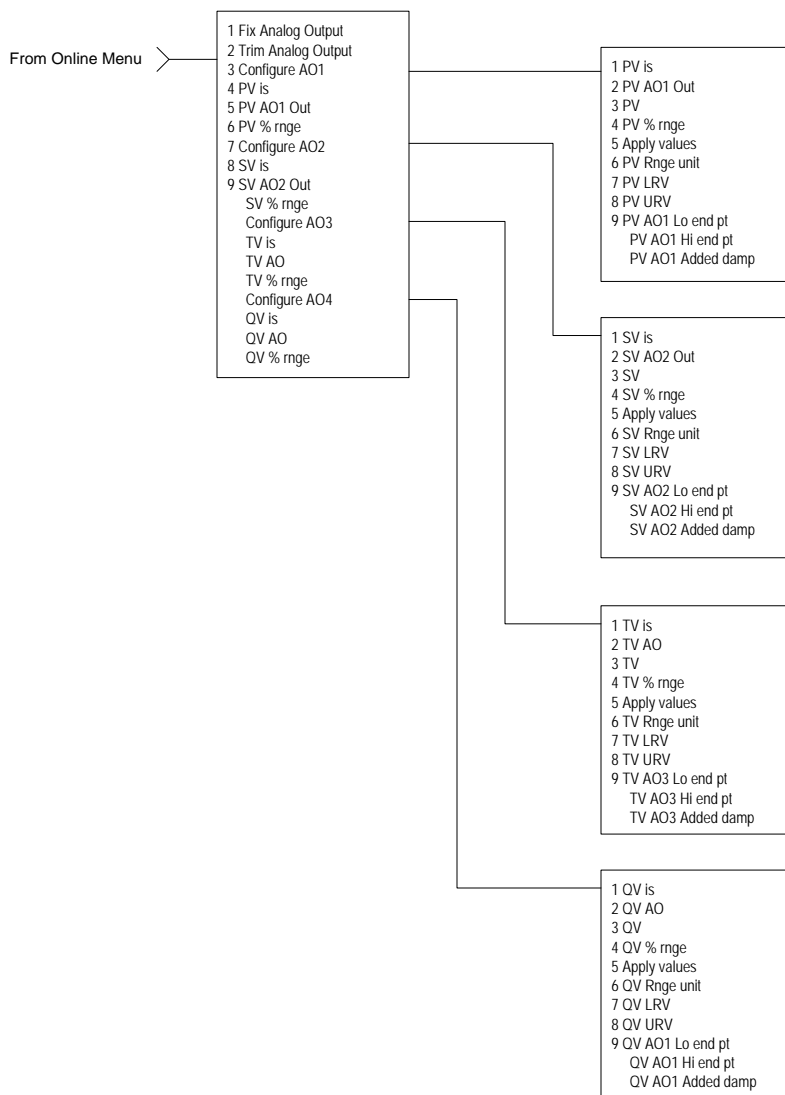 From Online Menu
1 Fix Analog Output
2 Trim Analog Output
3 Configure AO1
4 PV is
5 PV AO1 Out
6 PV % rnge
7 Configure AO2
8 SV is
9 SV AO2 Out
SV % rnge
Configure AO3
TV is
TV AO
TV % rnge
Configure AO4
QV is
QV AO
QV % rnge
1 PV is
2 PV AO1 Out
3 PV
4 PV % rnge
5 Apply values
6 PV Rnge unit
7 PV LRV
8 PV URV
9 PV AO1 Lo end pt
PV AO1 Hi end pt
PV AO1 Added damp
1 SV is
2 SV AO2 Out
3 SV
4 SV % rnge
5 Apply values
6 SV Rnge unit
7 SV LRV
8 SV URV
9 SV AO2 Lo end pt
SV AO2 Hi end pt
SV AO2 Added damp
1 TV is
2 TV AO
3 TV
4 TV % rnge
5 Apply values
6 TV Rnge unit
7 TV LRV
8 TV URV
9 TV AO3 Lo end pt
TV AO3 Hi end pt
TV AO3 Added damp
1 QV is
2 QV AO
3 QV
4 QV % rnge
5 Apply values
6 QV Rnge unit
7 QV LRV
8 QV URV
9 QV AO1 Lo end pt
QV AO1 Hi end pt
QV AO1 Added damp